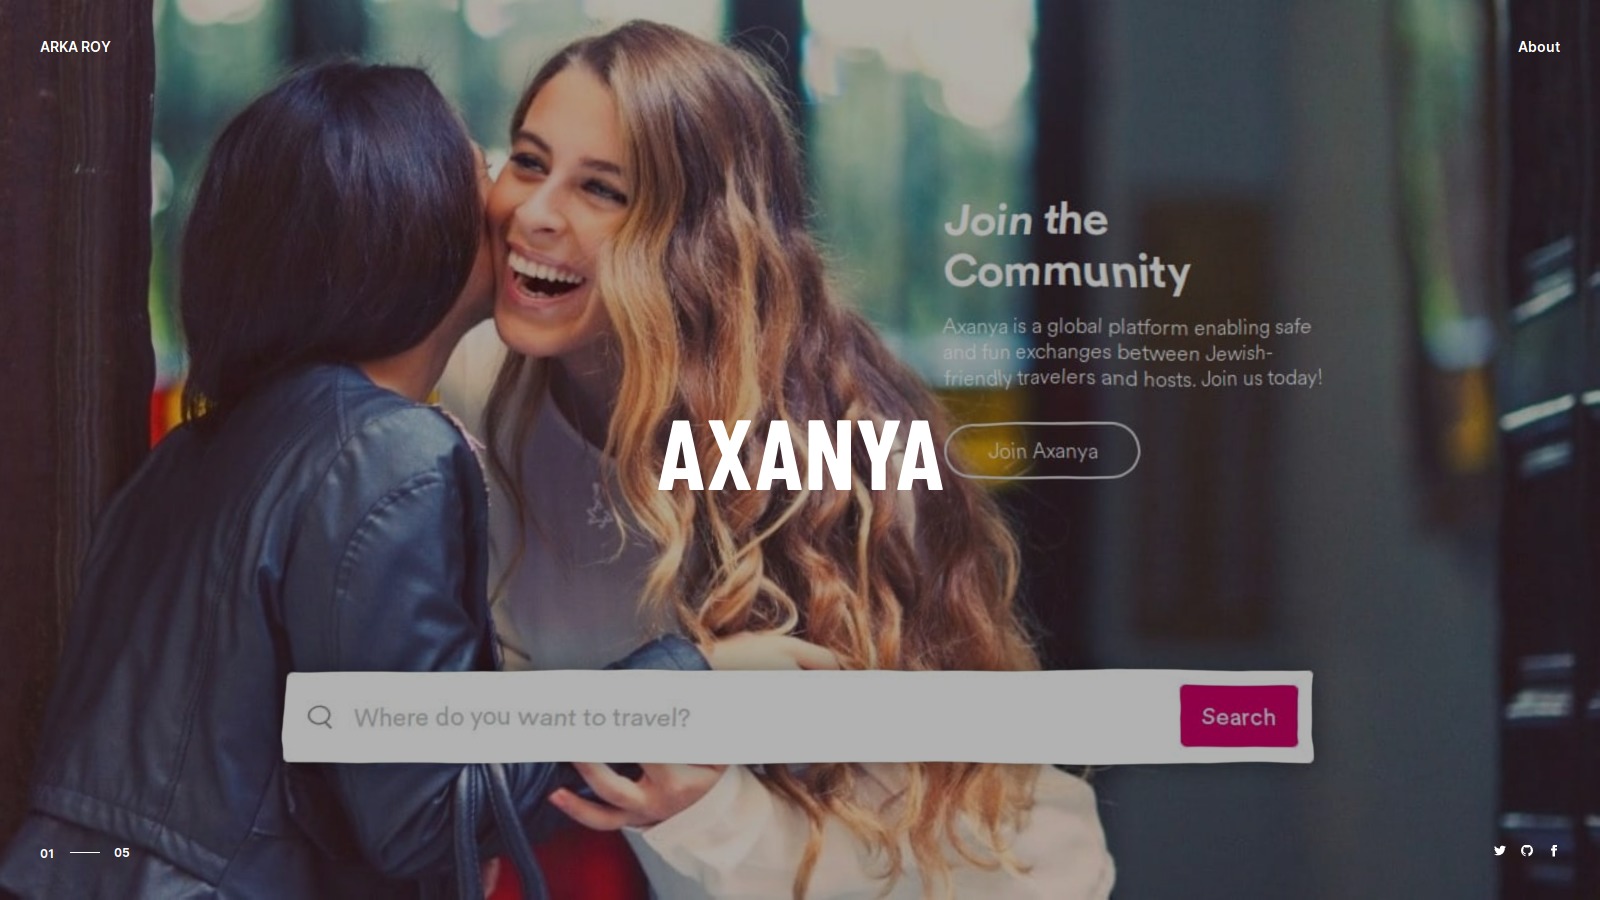 ARKA ROY
About
Join the
Community
Axanya is a global platform enabling safe
and fun exchanges between Jewish-
friendly travelers and hosts. Join us today!
AXANYA
Join Axanya
Where do you want to travel?
Search
01
05